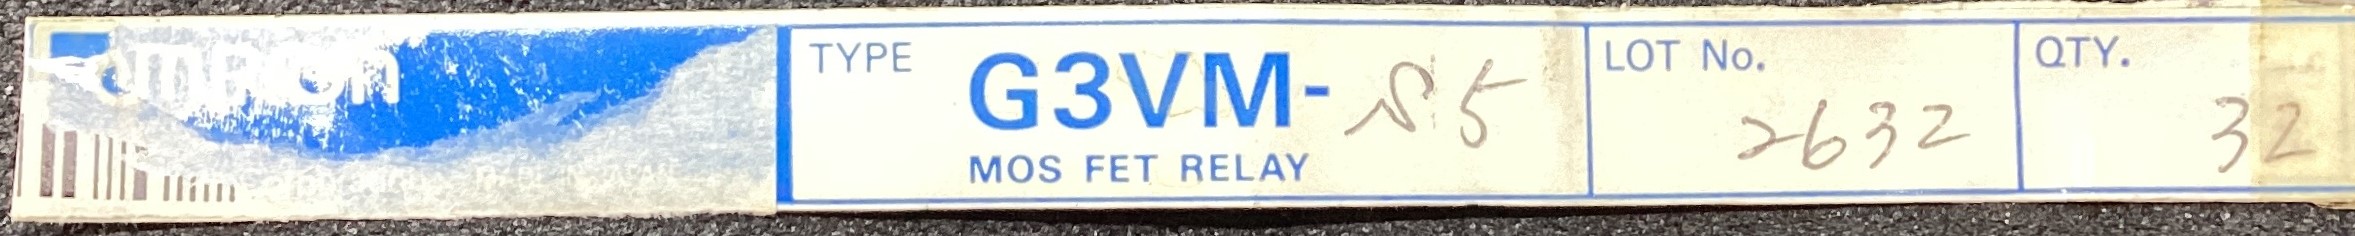 omron
TYPE G3VM-S5
MOS FET RELAY
LOT No. 2632
QTY. 32